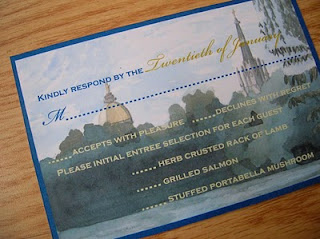 KINDLY RESPOND BY THE Twentieth of January
M..............................
......ACCEPTS WITH PLEASURE ......DECLINES WITH REGRET
PLEASE INITIAL ENTREE SELECTION FOR EACH GUEST
......HERB CRUSTED RACK OF LAMB
......GRILLED SALMON
......STUFFED PORTABELLA MUSHROOM